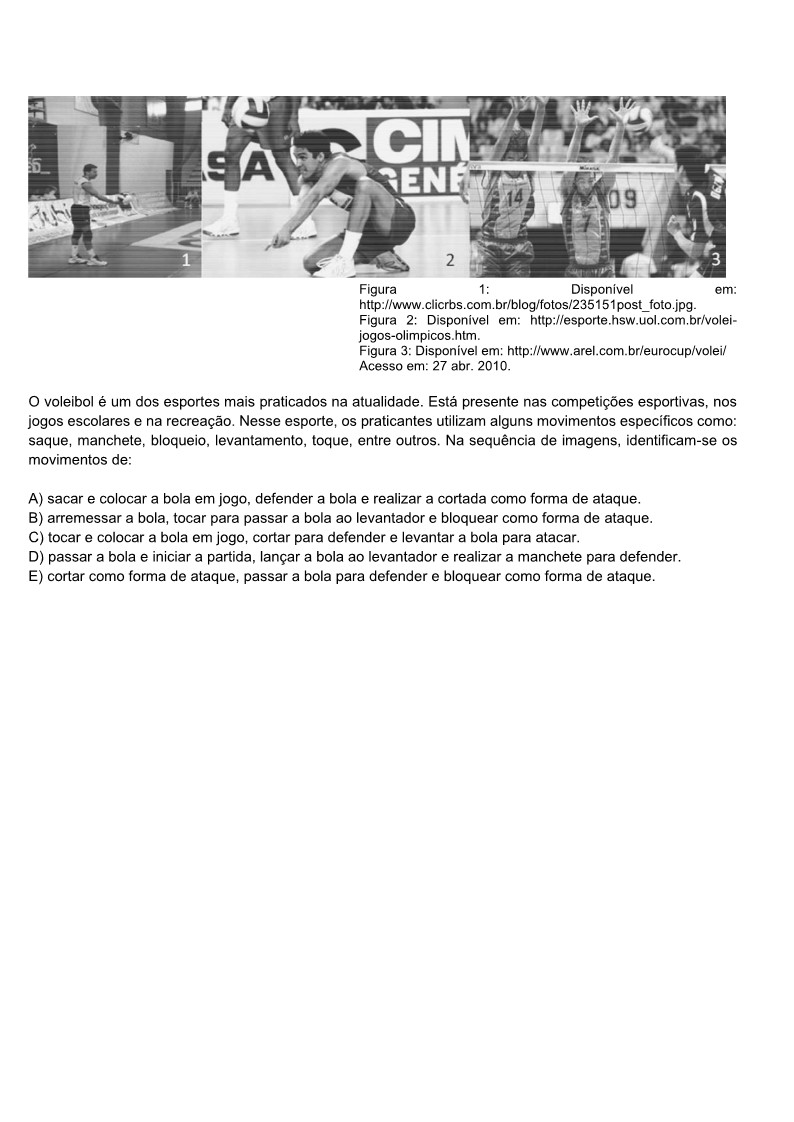 CIM
ASA
GENÉ
14
7
09
1
2
3
Figura 1: Disponível em:
http://www.clicrbs.com.br/blog/fotos/235151post_foto.jpg.
Figura 2: Disponível em: http://esporte.hsw.uol.com.br/volei-
jogos-olimpicos.htm.
Figura 3: Disponível em: http://www.arel.com.br/eurocup/volei/
Acesso em: 27 abr. 2010.
O voleibol é um dos esportes mais praticados na atualidade. Está presente nas competições esportivas, nos
jogos escolares e na recreação. Nesse esporte, os praticantes utilizam alguns movimentos específicos como:
saque, manchete, bloqueio, levantamento, toque, entre outros. Na sequência de imagens, identificam-se os
movimentos de:
A) sacar e colocar a bola em jogo, defender a bola e realizar a cortada como forma de ataque.
B) arremessar a bola, tocar para passar a bola ao levantador e bloquear como forma de ataque.
C) tocar e colocar a bola em jogo, cortar para defender e levantar a bola para atacar.
D) passar a bola e iniciar a partida, lançar a bola ao levantador e realizar a manchete para defender.
E) cortar como forma de ataque, passar a bola para defender e bloquear como forma de ataque.